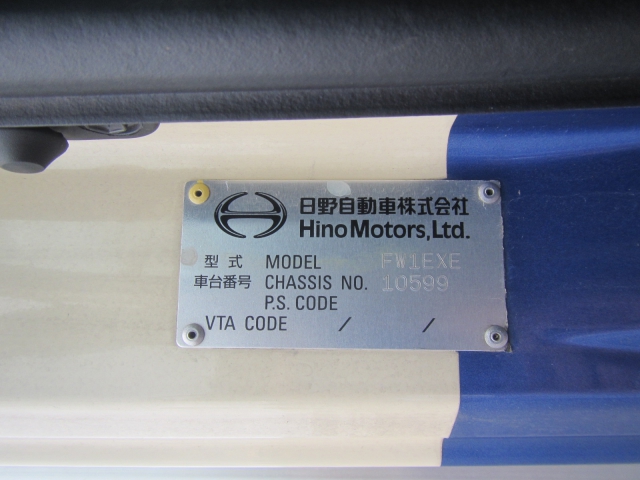 日野自動車株式会社
Hino Motors, Ltd.
型式 MODEL FW1EXE
車台番号 CHASSIS NO. 10599
P.S. CODE
VTA CODE / /